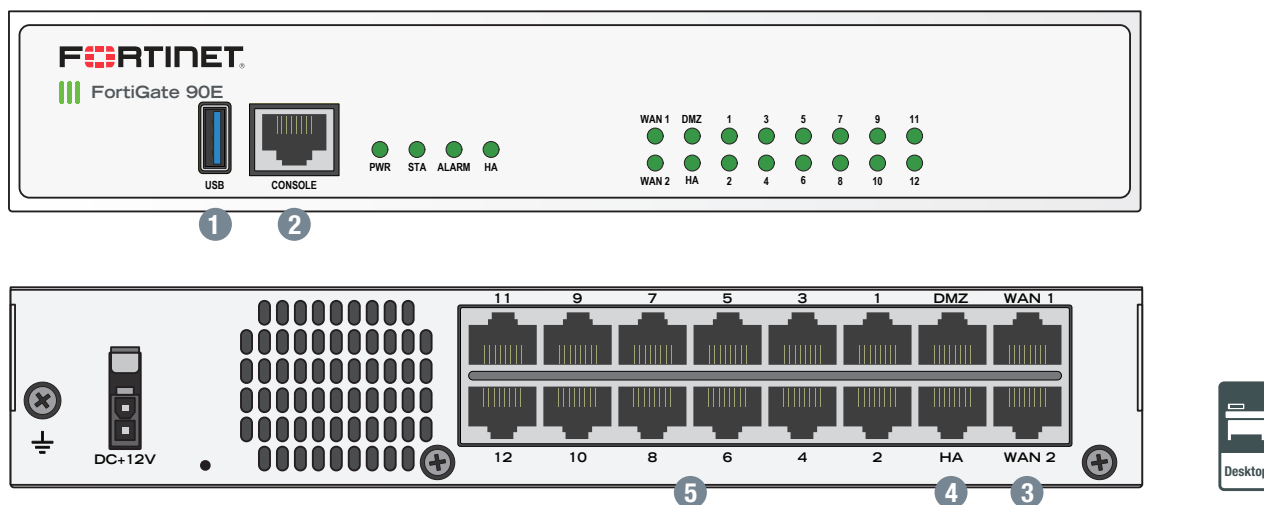 FORTINET®
FortiGate 90E
WAN 1 DMZ 1 3 5 7 9 11
PWR STA ALARM HA
WAN 2 HA 2 4 6 8 10 12
USB CONSOLE
1 2
11 9 7 5 3 1 DMZ WAN 1
DC+12V
12 10 8 6 4 2 HA WAN 2
5 4 3
Desktop